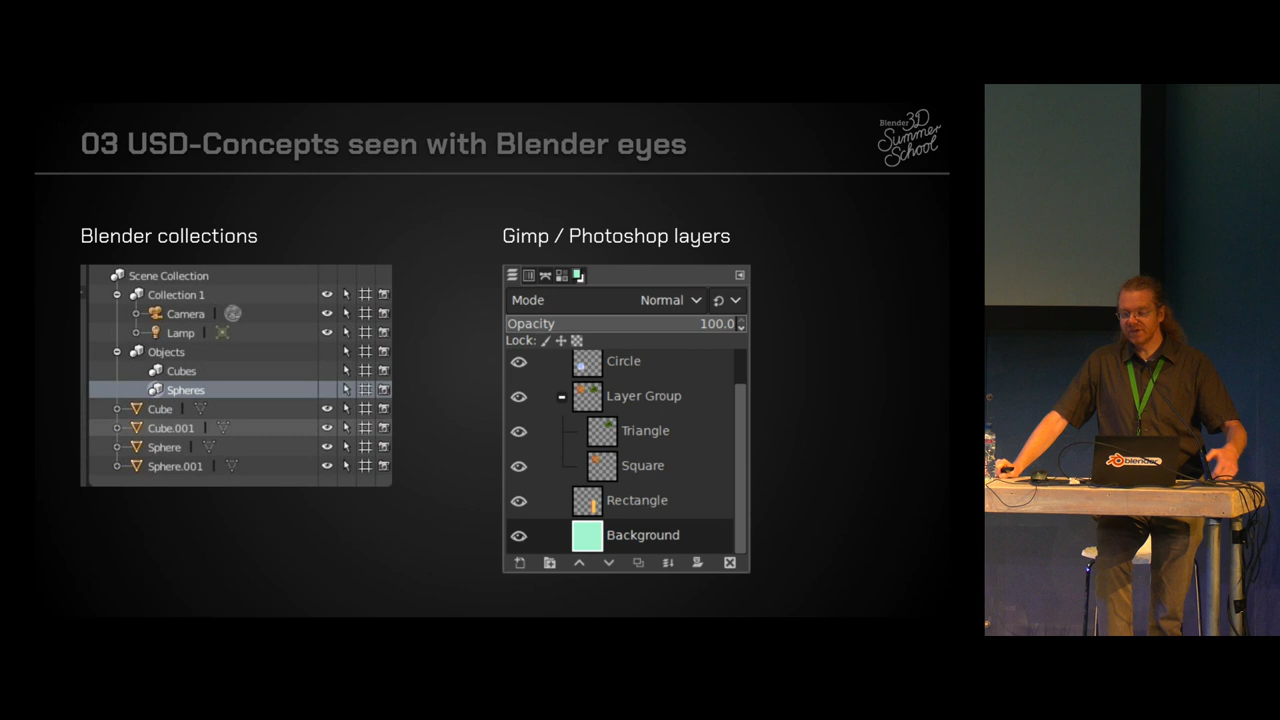 03 USD-Concepts seen with Blender eyes
Blender 3D
Summer
School
Blender collections
Scene Collection
Collection 1
Camera
Lamp
Objects
Cubes
Spheres
Cube
Cube.001
Sphere
Sphere.001
Gimp / Photoshop layers
Mode Normal
Opacity 100.0
Lock:
Circle
Layer Group
Triangle
Square
Rectangle
Background
blender